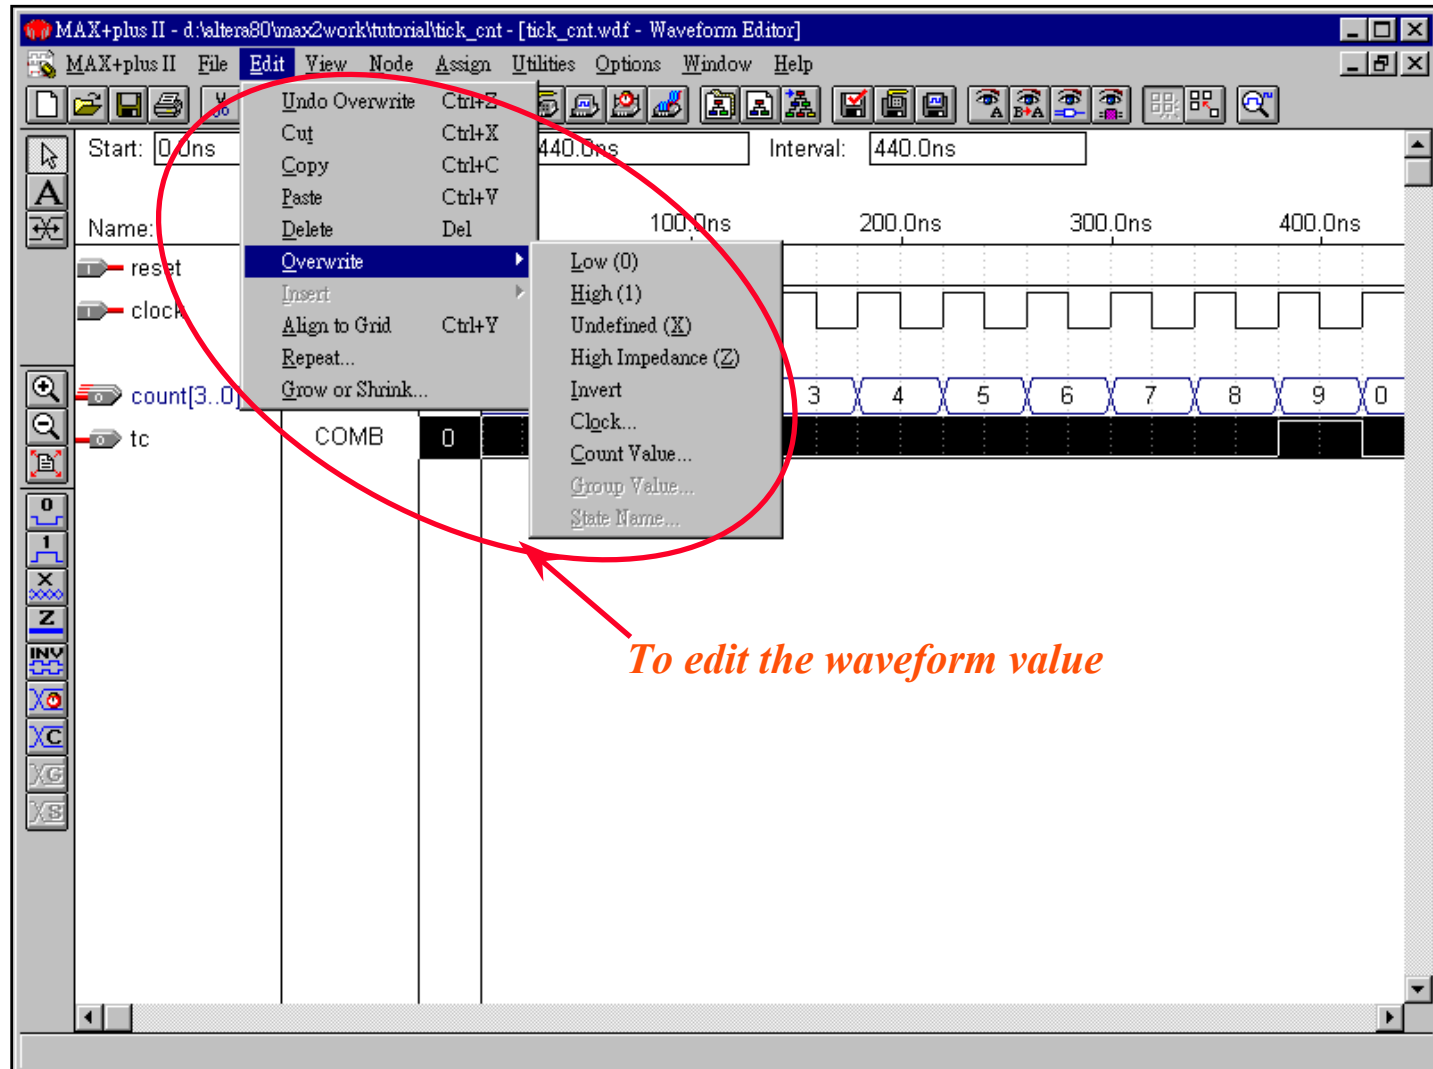 MAX+plus II - d:\altera80\max2work\tutorial\tick_cnt - [tick_cnt.wdf - Waveform Editor]
MAX+plus II File Edit View Node Assign Utilities Options Window Help
Start: 0.0ns 440.0ns Interval: 440.0ns
Name: 100.0ns 200.0ns 300.0ns 400.0ns
Undo Overwrite Ctrl+Z
Cut Ctrl+X
Copy Ctrl+C
Paste Ctrl+V
Delete Del
Overwrite
Insert
Align to Grid Ctrl+Y
Repeat...
Grow or Shrink...
Low (0)
High (1)
Undefined (X)
High Impedance (Z)
Invert
Clock...
Count Value...
Group Value...
State Name...
reset
clock
count[3..0] 3 4 5 6 7 8 9 0
tc COMB 0
A
0
1
X
Z
INV
XC
XG
XS
To edit the waveform value